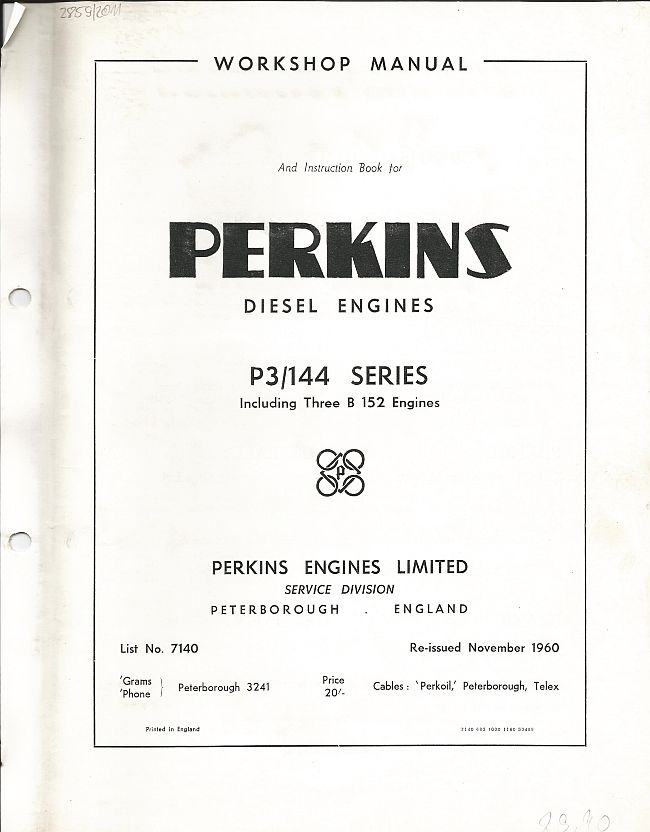 2859/2011
WORKSHOP MANUAL
And Instruction Book for
PERKINS
DIESEL ENGINES
P3/144 SERIES
Including Three B 152 Engines
P
PERKINS ENGINES LIMITED
SERVICE DIVISION
PETERBOROUGH . ENGLAND
List No. 7140 Re-issued November 1960
'Grams
'Phone } Peterborough 3241
Price
20/-
Cables : 'Perkoil,' Peterborough, Telex
Printed in England